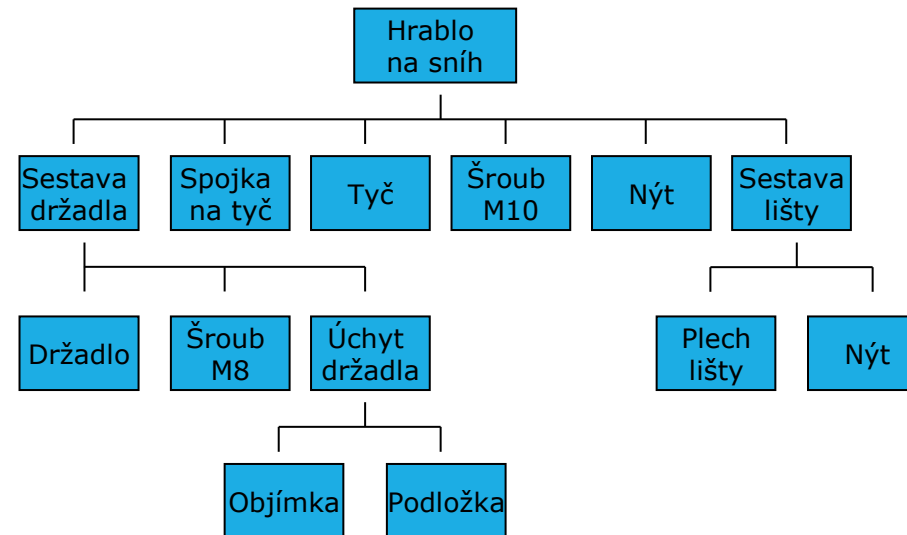 Hrablo
na sníh
Sestava
držadla
Spojka
na tyč
Tyč
Šroub
M10
Nýt
Sestava
lišty
Držadlo
Šroub
M8
Úchyt
držadla
Plech
lišty
Nýt
Objímka
Podložka